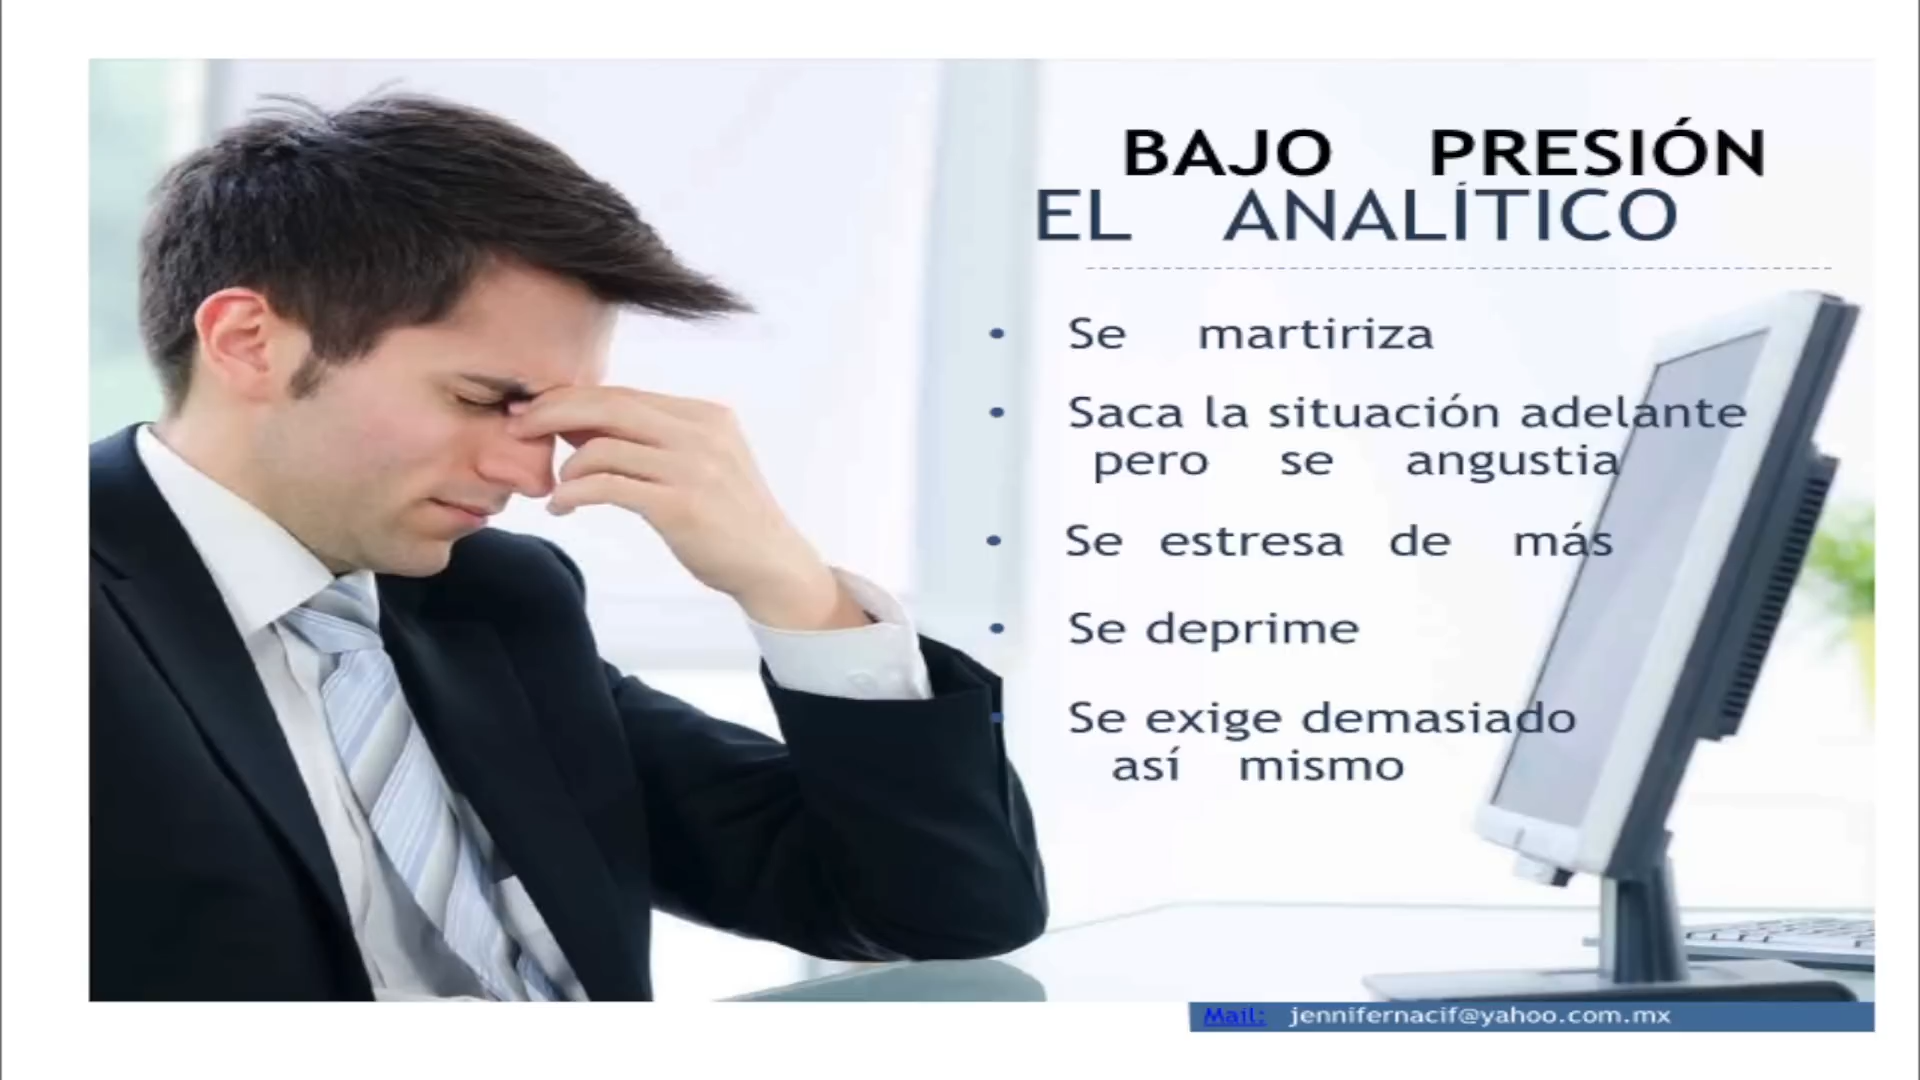 BAJO PRESIÓN
EL ANALÍTICO
• Se martiriza
• Saca la situación adelante
pero se angustia
• Se estresa de más
• Se deprime
• Se exige demasiado
así mismo
Mail: jennifernacif@yahoo.com.mx